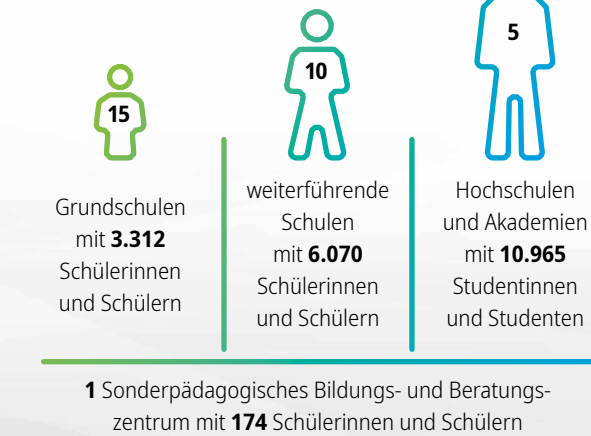 15
Grundschulen
mit 3.312
Schülerinnen
und Schülern
10
weiterführende
Schulen
mit 6.070
Schülerinnen
und Schülern
5
Hochschulen
und Akademien
mit 10.965
Studentinnen
und Studenten
1 Sonderpädagogisches Bildungs- und Beratungs-
zentrum mit 174 Schülerinnen und Schülern